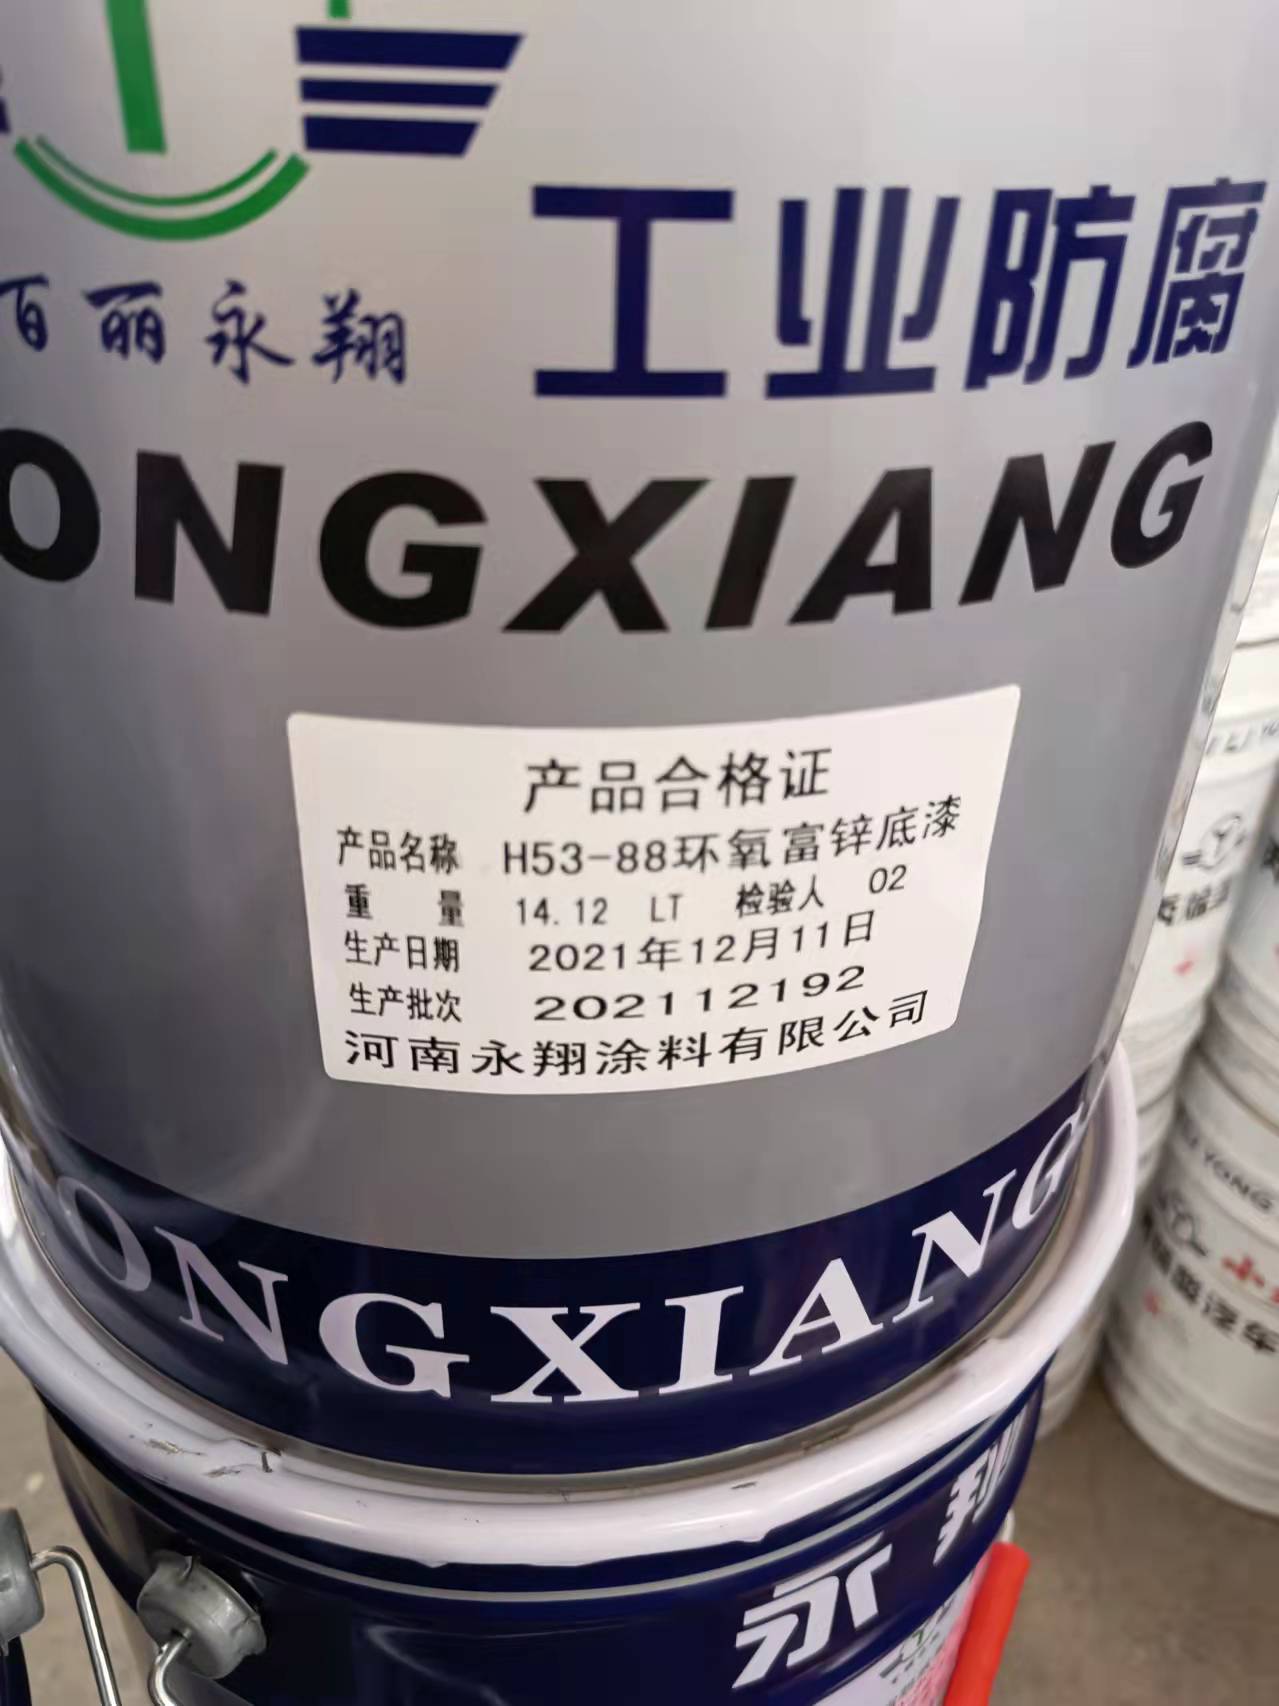 工业防腐
百丽永翔
ONGXIANG
产品合格证
产品名称 H53-88环氧富锌底漆
重 量 14.12 LT 检验人 02
生产日期 2021年12月11日
生产批次 202112192
河南永翔涂料有限公司
ONGXIANG
永翔
YONG
汽车